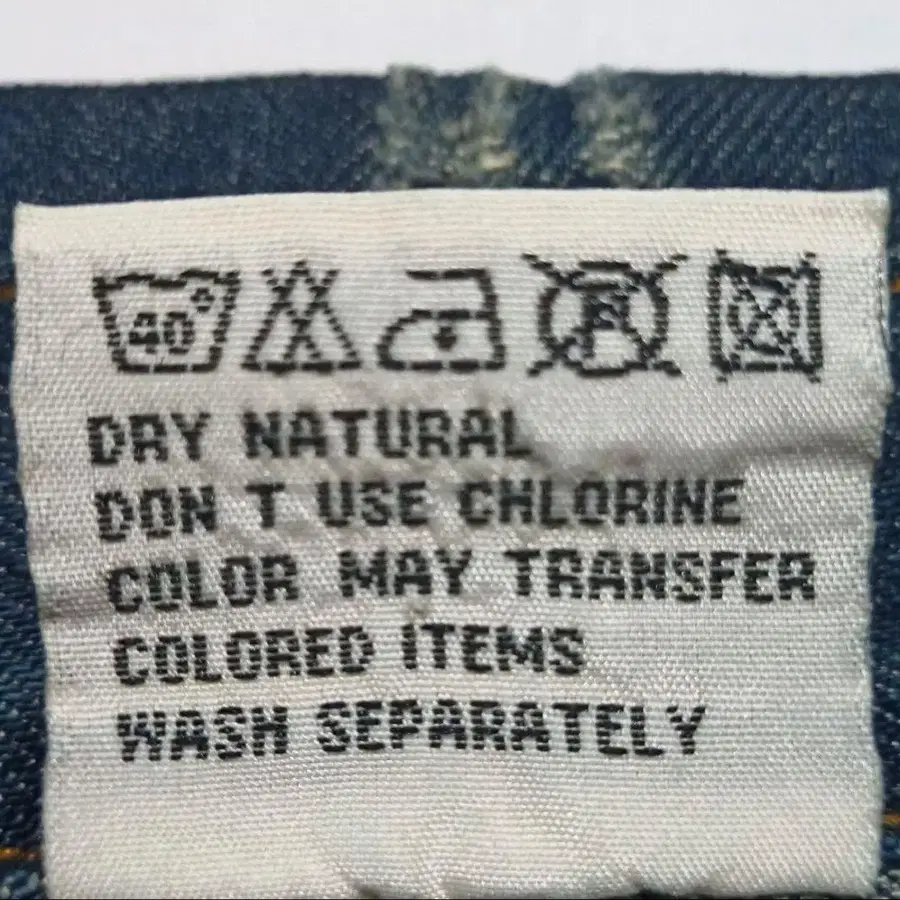 40°
DRY NATURAL
DON T USE CHLORINE
COLOR MAY TRANSFER
COLORED ITEMS
WASH SEPARATELY